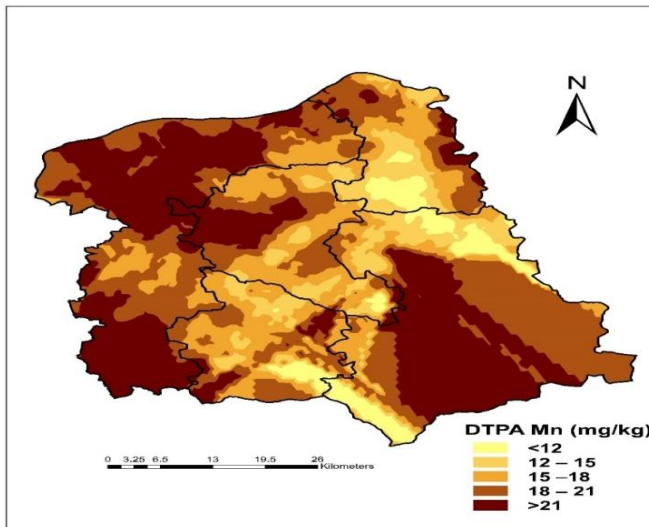 N
DTPA Mn (mg/kg)
<12
12 – 15
15 –18
18 – 21
>21
0 3.25 6.5 13 19.5 26
Kilometers